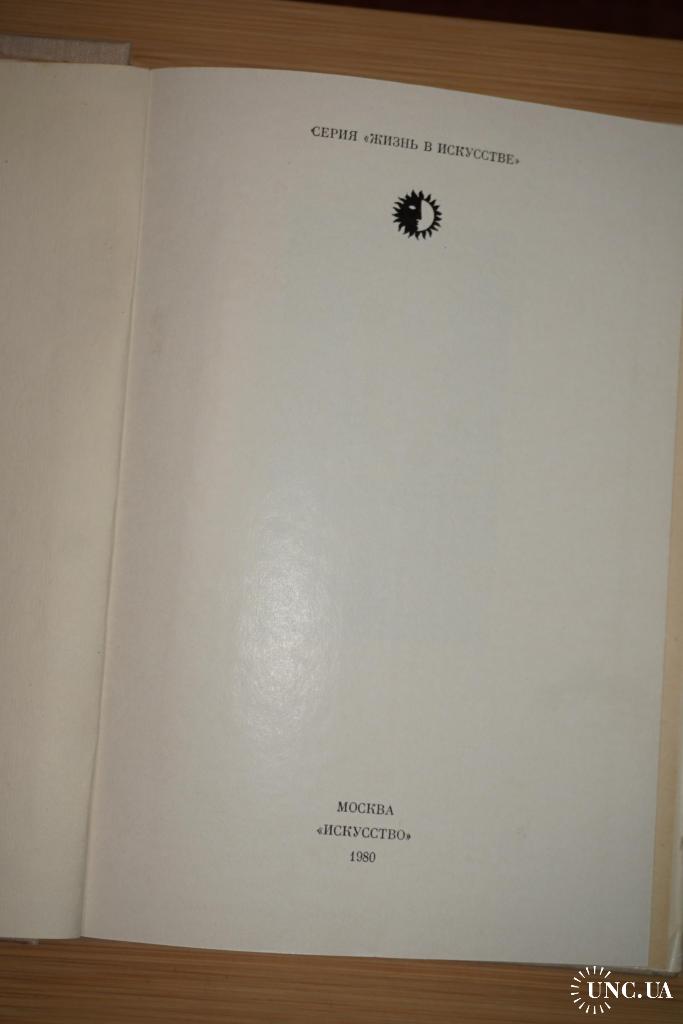 СЕРИЯ «ЖИЗНЬ В ИСКУССТВЕ»
МОСКВА
«ИСКУССТВО»
1980
UNC.UA